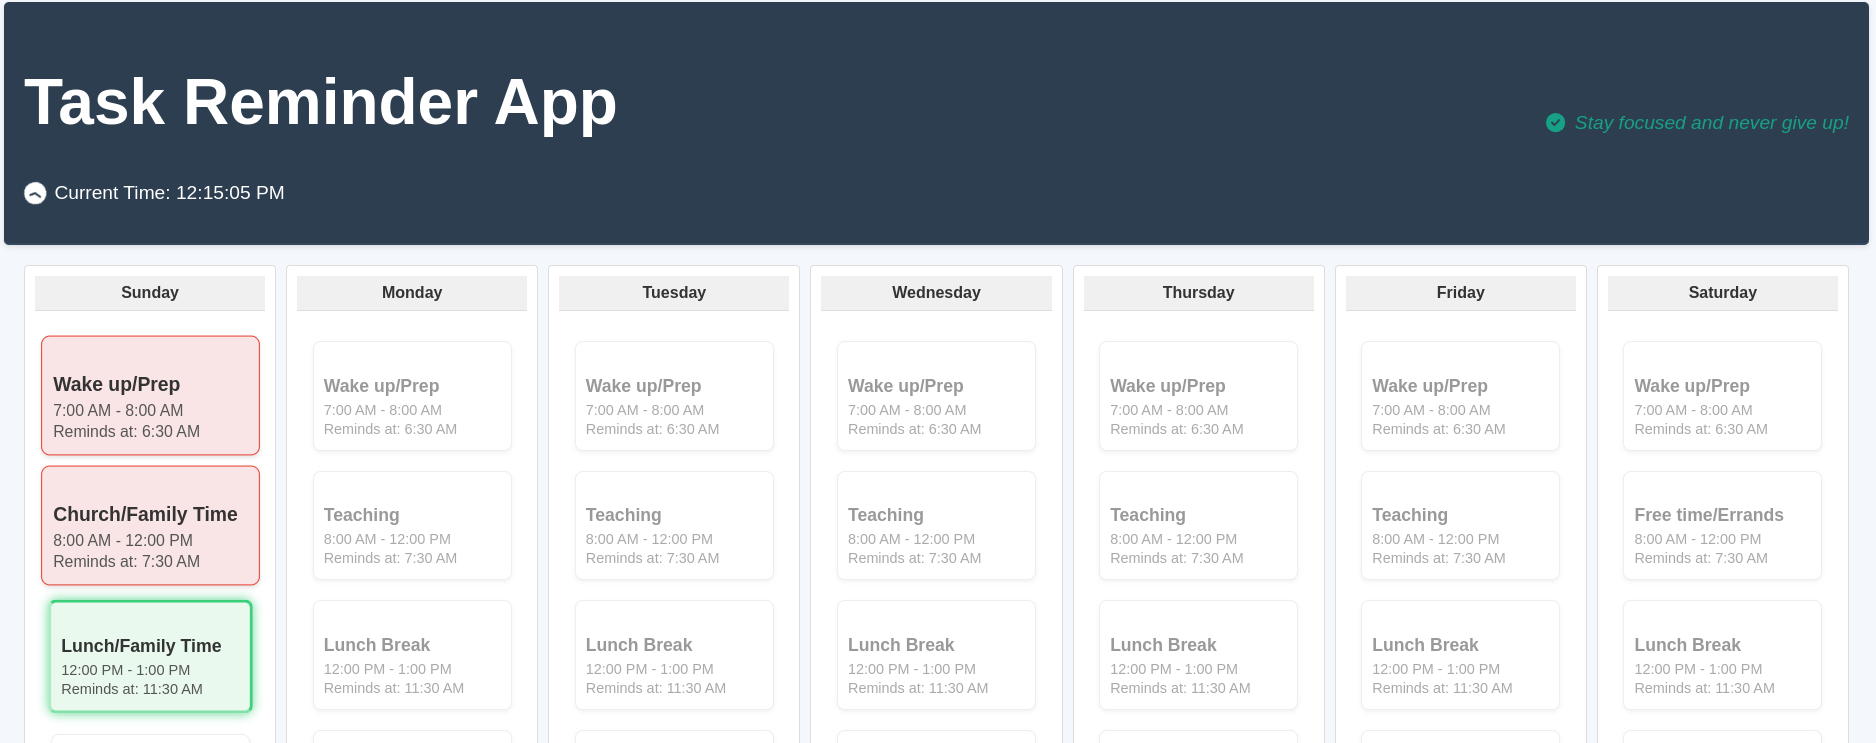 Task Reminder App
Stay focused and never give up!
Current Time: 12:15:05 PM
Sunday
Wake up/Prep
7:00 AM - 8:00 AM
Reminds at: 6:30 AM
Church/Family Time
8:00 AM - 12:00 PM
Reminds at: 7:30 AM
Lunch/Family Time
12:00 PM - 1:00 PM
Reminds at: 11:30 AM
Monday
Wake up/Prep
7:00 AM - 8:00 AM
Reminds at: 6:30 AM
Teaching
8:00 AM - 12:00 PM
Reminds at: 7:30 AM
Lunch Break
12:00 PM - 1:00 PM
Reminds at: 11:30 AM
Tuesday
Wake up/Prep
7:00 AM - 8:00 AM
Reminds at: 6:30 AM
Teaching
8:00 AM - 12:00 PM
Reminds at: 7:30 AM
Lunch Break
12:00 PM - 1:00 PM
Reminds at: 11:30 AM
Wednesday
Wake up/Prep
7:00 AM - 8:00 AM
Reminds at: 6:30 AM
Teaching
8:00 AM - 12:00 PM
Reminds at: 7:30 AM
Lunch Break
12:00 PM - 1:00 PM
Reminds at: 11:30 AM
Thursday
Wake up/Prep
7:00 AM - 8:00 AM
Reminds at: 6:30 AM
Teaching
8:00 AM - 12:00 PM
Reminds at: 7:30 AM
Lunch Break
12:00 PM - 1:00 PM
Reminds at: 11:30 AM
Friday
Wake up/Prep
7:00 AM - 8:00 AM
Reminds at: 6:30 AM
Teaching
8:00 AM - 12:00 PM
Reminds at: 7:30 AM
Lunch Break
12:00 PM - 1:00 PM
Reminds at: 11:30 AM
Saturday
Wake up/Prep
7:00 AM - 8:00 AM
Reminds at: 6:30 AM
Free time/Errands
8:00 AM - 12:00 PM
Reminds at: 7:30 AM
Lunch Break
12:00 PM - 1:00 PM
Reminds at: 11:30 AM